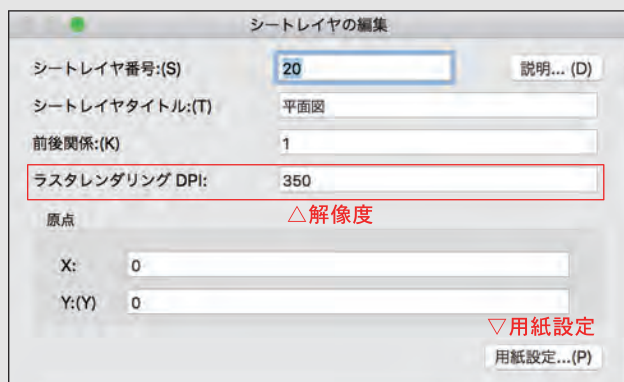 シートレイヤの編集
シートレイヤ番号:(S) 20 説明... (D)
シートレイヤタイトル:(T) 平面図
前後関係:(K) 1
ラスタレンダリング DPI: 350
△解像度
原点
X: 0
Y:(Y) 0
▽用紙設定
用紙設定...(P)